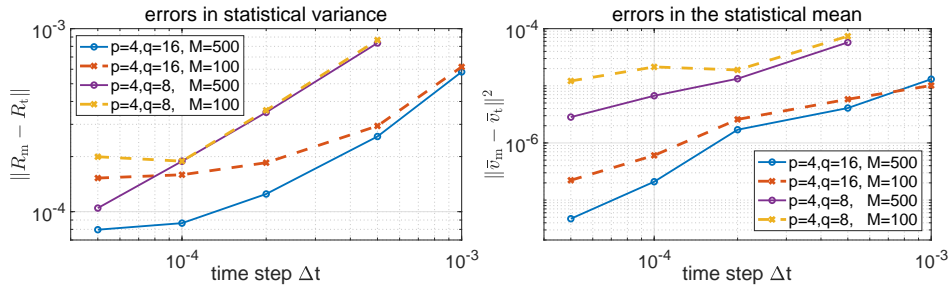 errors in statistical variance
10^-3
‖R_m − R_t‖
10^-4
p=4,q=16, M=500
p=4,q=16, M=100
p=4,q=8, M=500
p=4,q=8, M=100
10^-4
10^-3
time step Δt
errors in the statistical mean
10^-4
‖v̄_m − v̄_t‖^2
10^-6
p=4,q=16, M=500
p=4,q=16, M=100
p=4,q=8, M=500
p=4,q=8, M=100
10^-4
10^-3
time step Δt